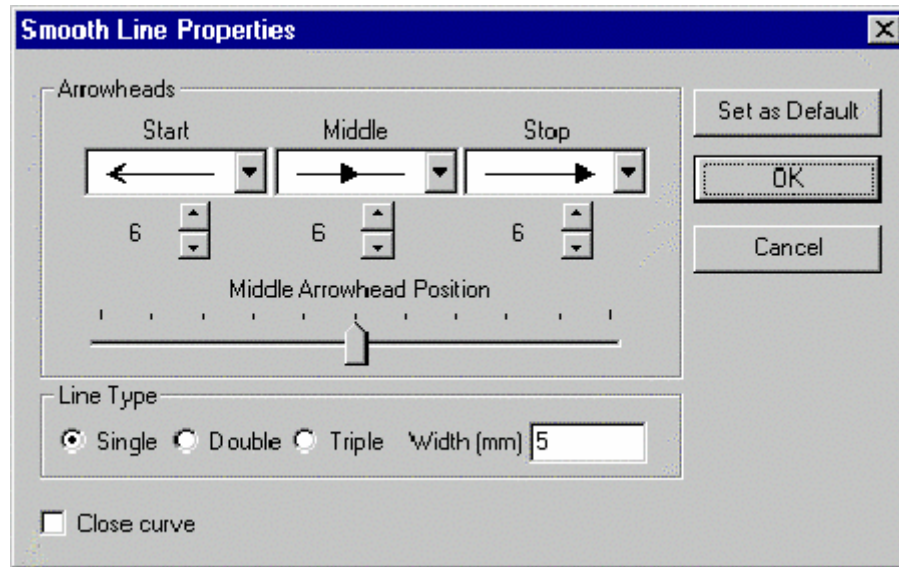 Smooth Line Properties
Arrowheads
Start Middle Stop
6 6 6
Middle Arrowhead Position
Set as Default
OK
Cancel
Line Type
Single Double Triple Width (mm) 5
Close curve